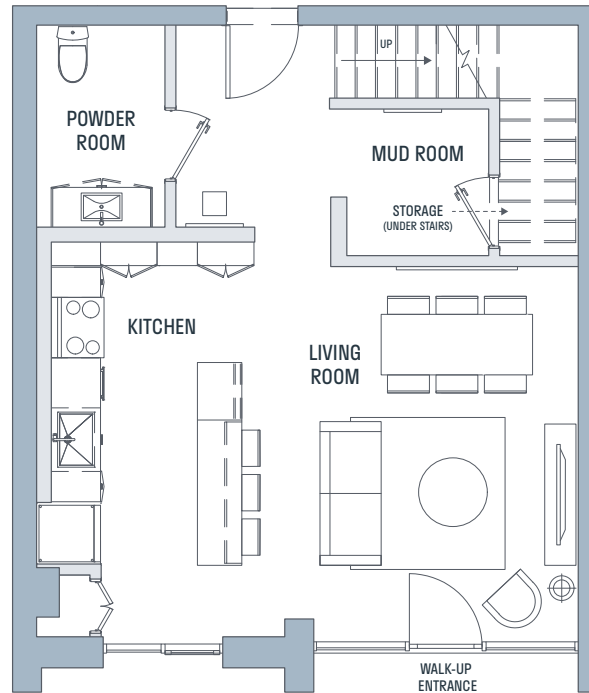 UP
POWDER
ROOM
MUD ROOM
STORAGE
(UNDER STAIRS)
KITCHEN
LIVING
ROOM
WALK-UP
ENTRANCE